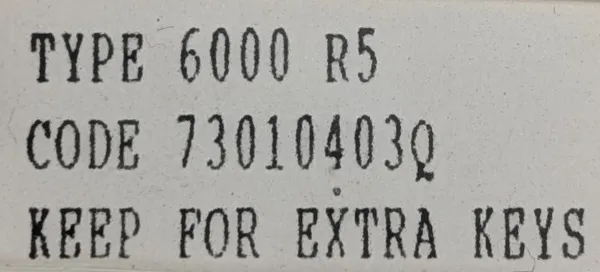 TYPE 6000 R5
CODE 73010403Q
KEEP FOR EXTRA KEYS